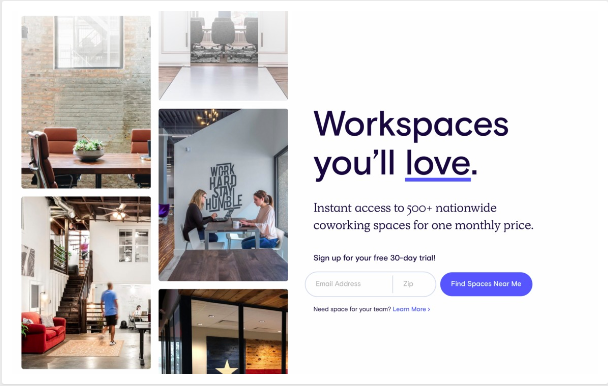 WORK
HARD
STAY
HUMBLE
Workspaces
you'll love.
Instant access to 500+ nationwide
coworking spaces for one monthly price.
Sign up for your free 30-day trial!
Email Address
Zip
Find Spaces Near Me
Need space for your team? Learn More >